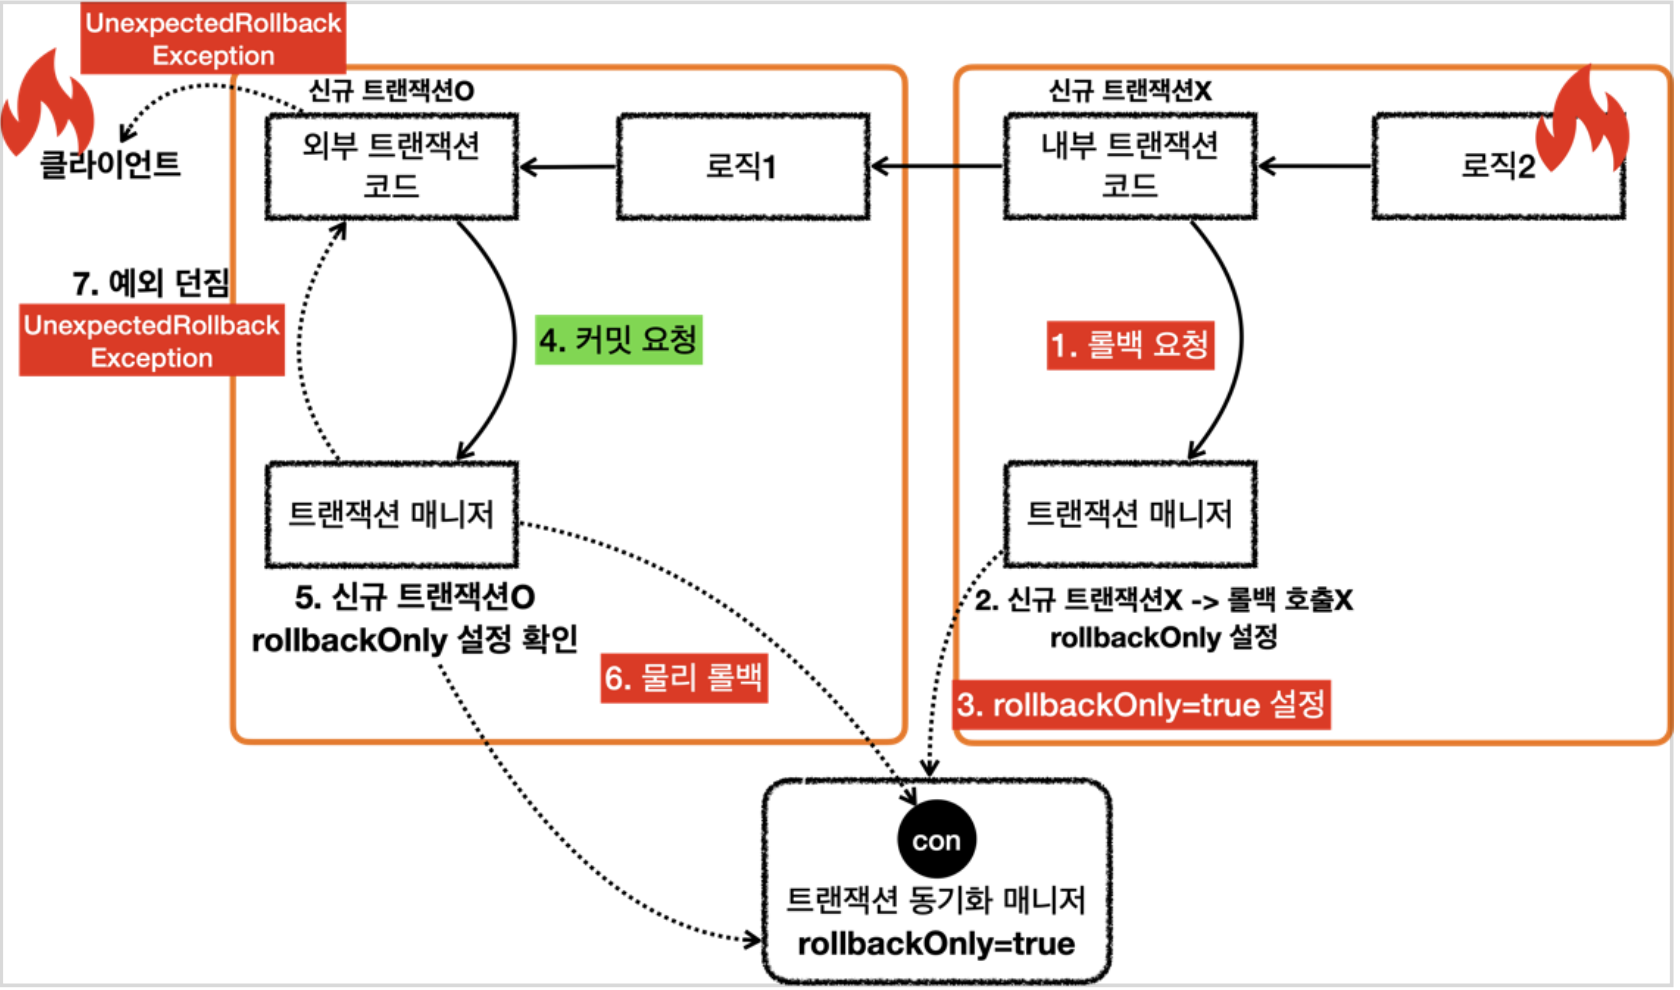 UnexpectedRollback
Exception
신규 트랜잭션O
신규 트랜잭션X
클라이언트
외부 트랜잭션
코드
로직1
내부 트랜잭션
코드
로직2
7. 예외 던짐
UnexpectedRollback
Exception
4. 커밋 요청
1. 롤백 요청
트랜잭션 매니저
트랜잭션 매니저
5. 신규 트랜잭션O
rollbackOnly 설정 확인
2. 신규 트랜잭션X -> 롤백 호출X
rollbackOnly 설정
6. 물리 롤백
3. rollbackOnly=true 설정
con
트랜잭션 동기화 매니저
rollbackOnly=true